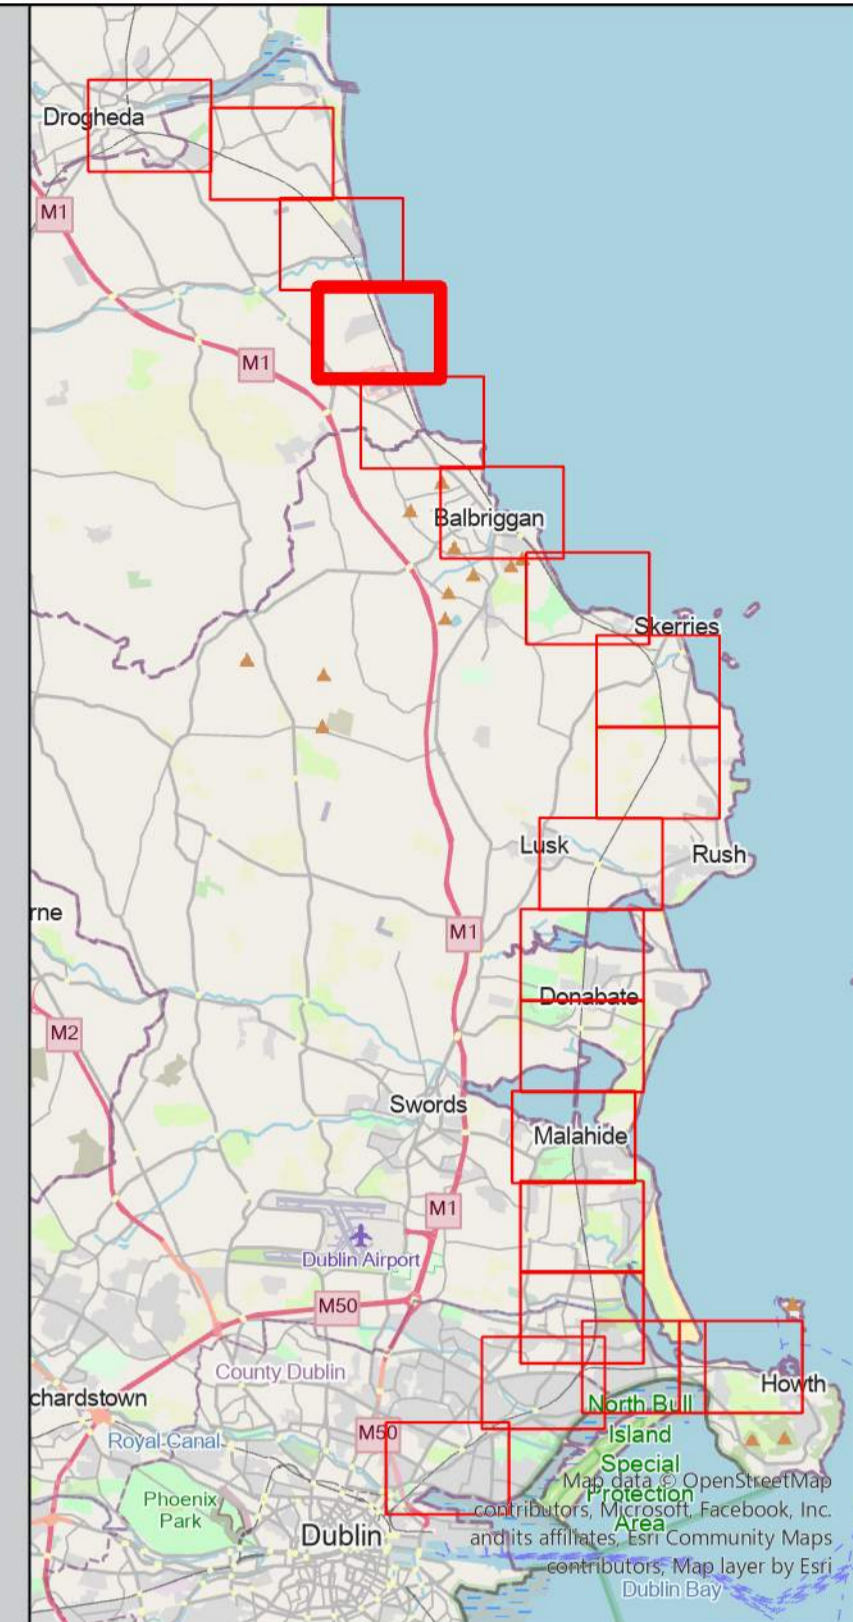 Drogheda
M1
M1
Balbriggan
Skerries
Lusk
Rush
rne
M1
Donabate
M2
Swords
Malahide
M1
Dublin Airport
M50
County Dublin
Howth
chardstown
North Bull
Island
Special
Protection
Area
M50
Royal Canal
Phoenix
Park
Dublin
Map data © OpenStreetMap
contributors, Microsoft, Facebook, Inc.
and its affiliates, Esri Community Maps
contributors, Map layer by Esri
Dublin Bay